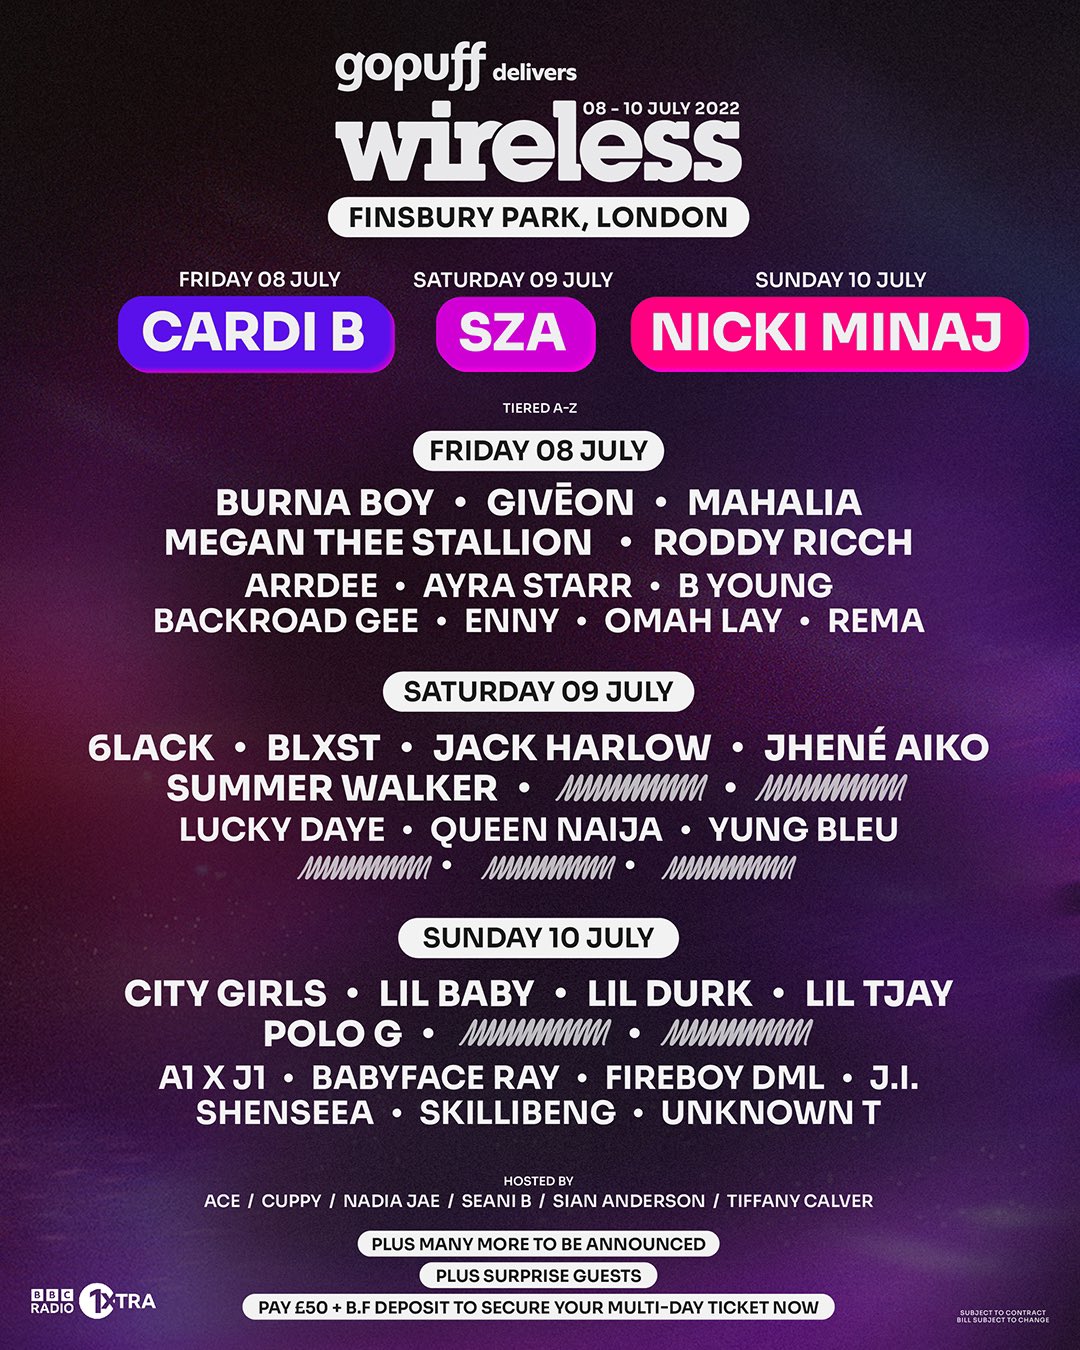 gopuff delivers
08 - 10 JULY 2022
wireless
FINSBURY PARK, LONDON
FRIDAY 08 JULY
CARDI B
SATURDAY 09 JULY
SZA
SUNDAY 10 JULY
NICKI MINAJ
TIERED A-Z
FRIDAY 08 JULY
BURNA BOY • GIVĒON • MAHALIA
MEGAN THEE STALLION • RODDY RICCH
ARRDEE • AYRA STARR • B YOUNG
BACKROAD GEE • ENNY • OMAH LAY • REMA
SATURDAY 09 JULY
6LACK • BLXST • JACK HARLOW • JHENÉ AIKO
SUMMER WALKER • •
LUCKY DAYE • QUEEN NAIJA • YUNG BLEU
• •
SUNDAY 10 JULY
CITY GIRLS • LIL BABY • LIL DURK • LIL TJAY
POLO G • •
A1 X J1 • BABYFACE RAY • FIREBOY DML • J.I.
SHENSEEA • SKILLIBENG • UNKNOWN T
HOSTED BY
ACE / CUPPY / NADIA JAE / SEANI B / SIAN ANDERSON / TIFFANY CALVER
PLUS MANY MORE TO BE ANNOUNCED
PLUS SURPRISE GUESTS
PAY £50 + B.F DEPOSIT TO SECURE YOUR MULTI-DAY TICKET NOW
BBC
RADIO 1XTRA
SUBJECT TO CONTRACT
BILL SUBJECT TO CHANGE